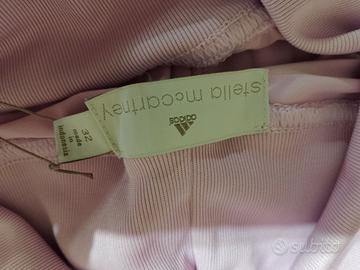 stella mccartney
adidas
32
made
in
indonesia
subito